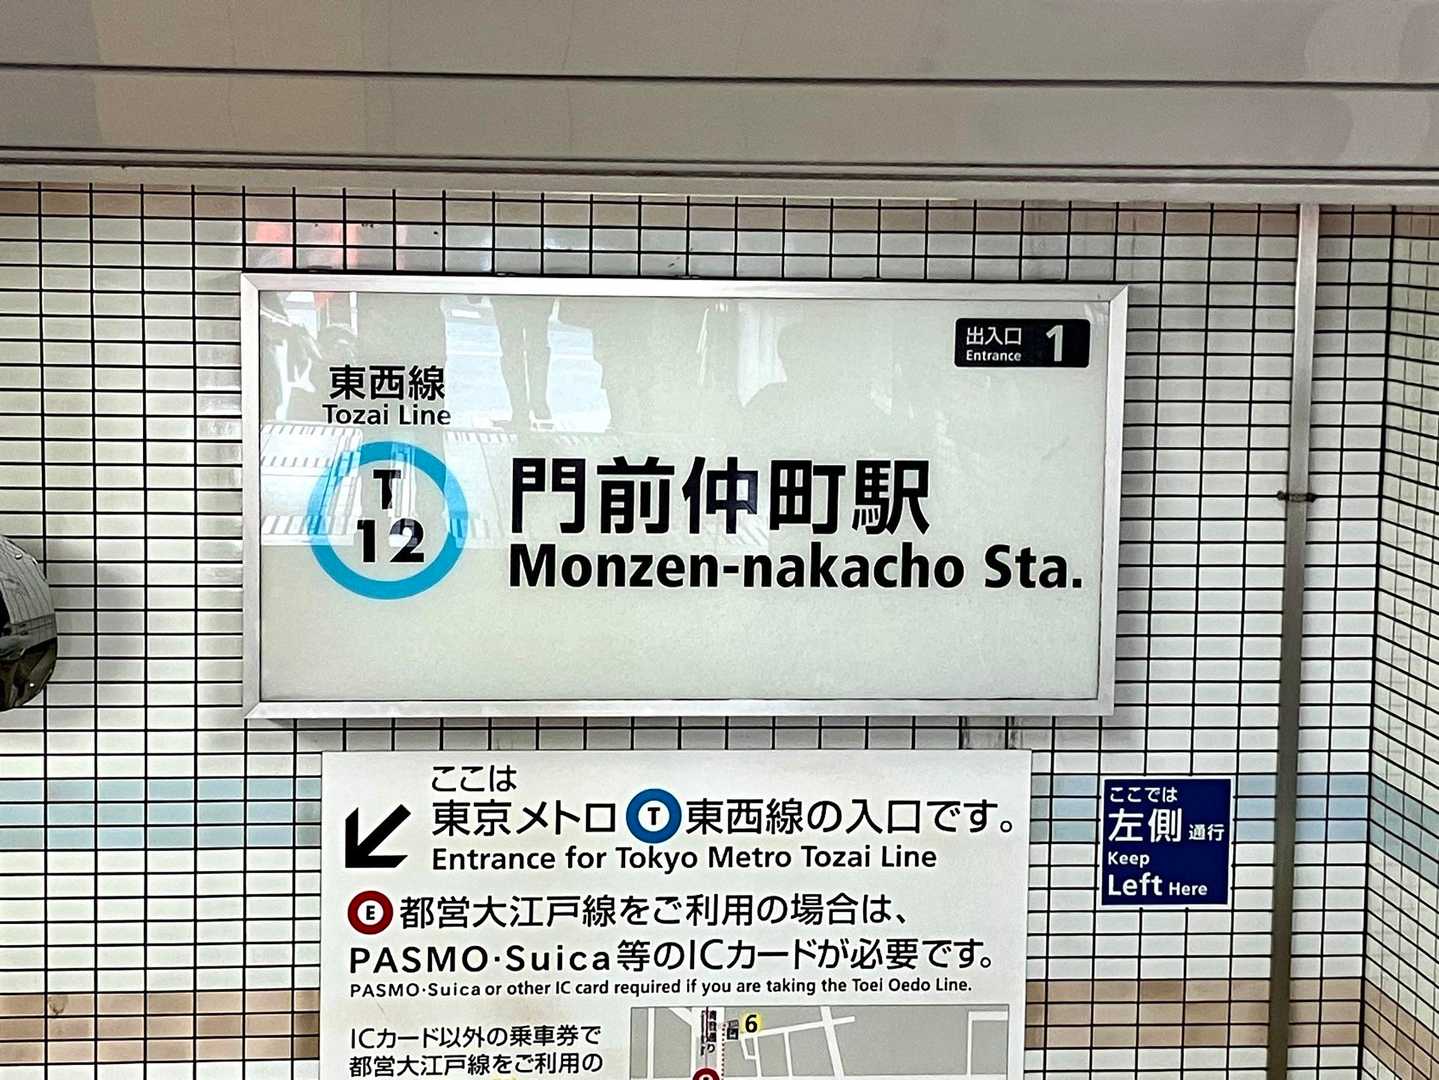 出入口
Entrance 1
東西線
Tozai Line
T
12
門前仲町駅
Monzen-nakacho Sta.
ここは
東京メトロ T 東西線の入口です。
Entrance for Tokyo Metro Tozai Line
E 都営大江戸線をご利用の場合は、
PASMO·Suica等のICカードが必要です。
PASMO·Suica or other IC card required if you are taking the Toei Oedo Line.
ICカード以外の乗車券で
都営大江戸線をご利用の
6
ここでは
左側 通行
Keep
Left Here